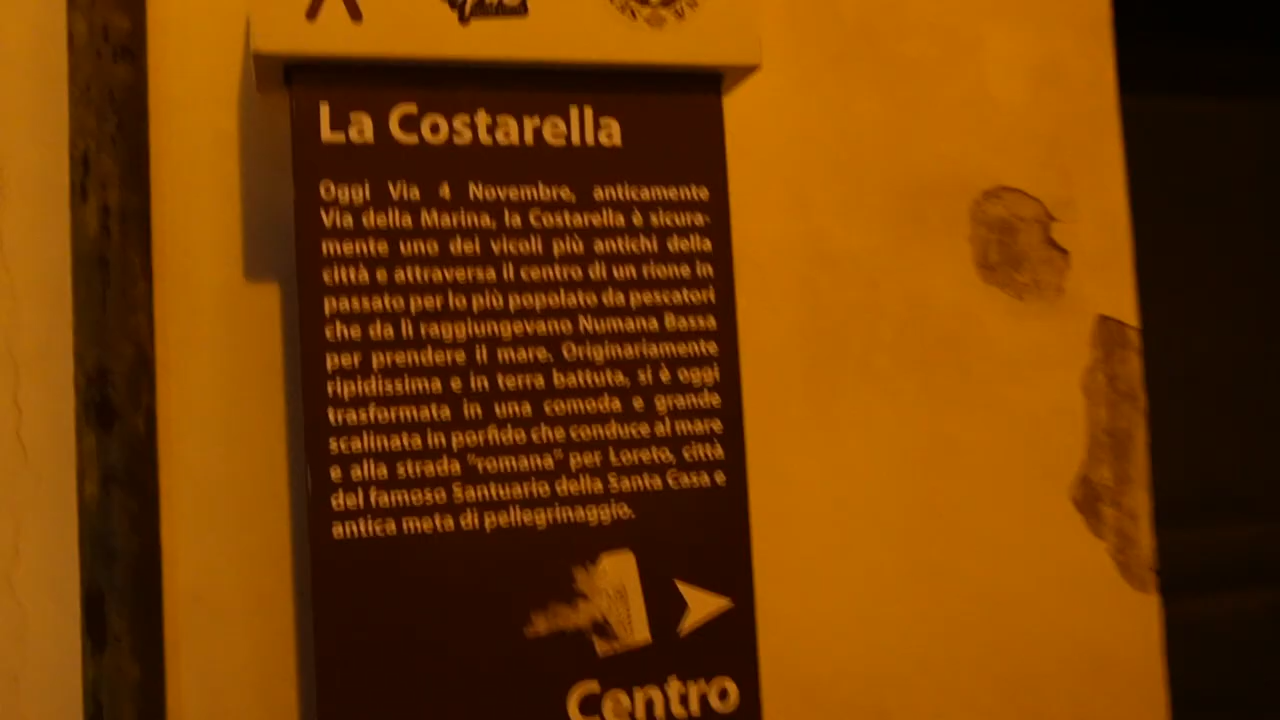 La Costarella
Oggi Via 4 Novembre, anticamente
Via della Marina, la Costarella è sicura-
mente uno dei vicoli più antichi della
città e attraversa il centro di un rione in
passato per lo più popolato da pescatori
che da lì raggiungevano Numana Bassa
per prendere il mare. Originariamente
ripidissima e in terra battuta, si è oggi
trasformata in una comoda e grande
scalinata in porfido che conduce al mare
e alla strada "romana" per Loreto, città
del famoso Santuario della Santa Casa e
antica meta di pellegrinaggio.
Centro